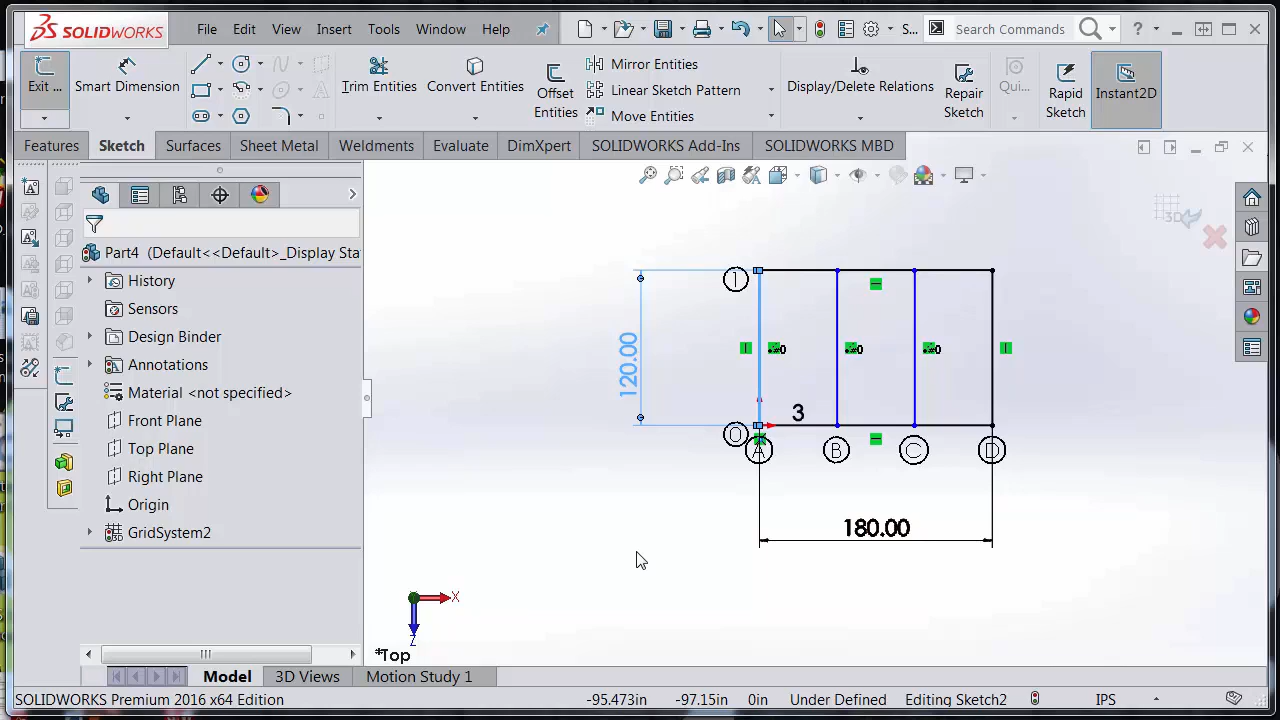 SOLIDWORKS File Edit View Insert Tools Window Help S... Search Commands ?
Exit ... Smart Dimension Trim Entities Convert Entities Offset Entities Mirror Entities Display/Delete Relations Repair Sketch Qui... Rapid Sketch Instant2D
Linear Sketch Pattern
Move Entities
Features Sketch Surfaces Sheet Metal Weldments Evaluate DimXpert SOLIDWORKS Add-Ins SOLIDWORKS MBD
3D
Part4 (Default<<Default>_Display Sta
History
Sensors
Design Binder
Annotations
Material <not specified>
Front Plane
Top Plane
Right Plane
Origin
GridSystem2
1
120.00
0
3
A B C D
180.00
X
Z
*Top
Model 3D Views Motion Study 1
SOLIDWORKS Premium 2016 x64 Edition -95.473in -97.15in 0in Under Defined Editing Sketch2 IPS